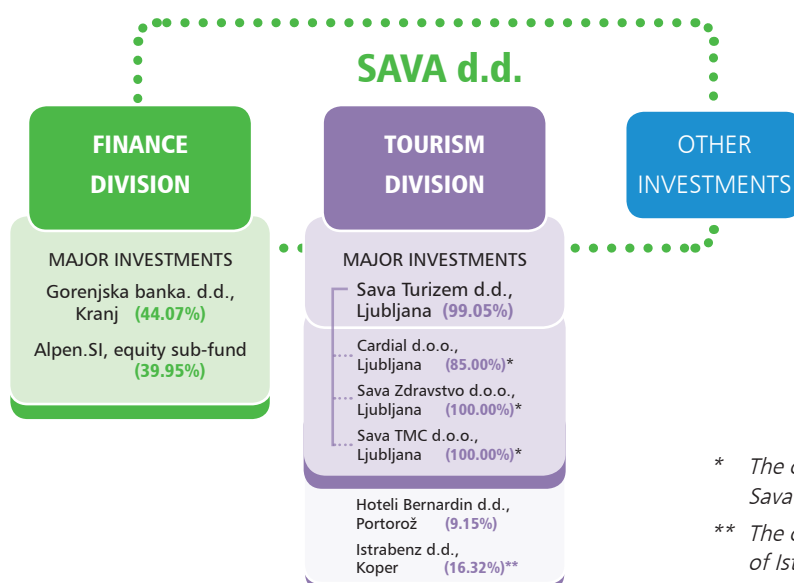 SAVA d.d.
FINANCE
DIVISION
MAJOR INVESTMENTS
Gorenjska banka. d.d.,
Kranj (44.07%)
Alpen.SI, equity sub-fund
(39.95%)
TOURISM
DIVISION
MAJOR INVESTMENTS
Sava Turizem d.d.,
Ljubljana (99.05%)
Cardial d.o.o.,
Ljubljana (85.00%)*
Sava Zdravstvo d.o.o.,
Ljubljana (100.00%)*
Sava TMC d.o.o.,
Ljubljana (100.00%)*
Hoteli Bernardin d.d.,
Portorož (9.15%)
Istrabenz d.d.,
Koper (16.32%)**
OTHER
INVESTMENTS
* The
Sava
** The
of